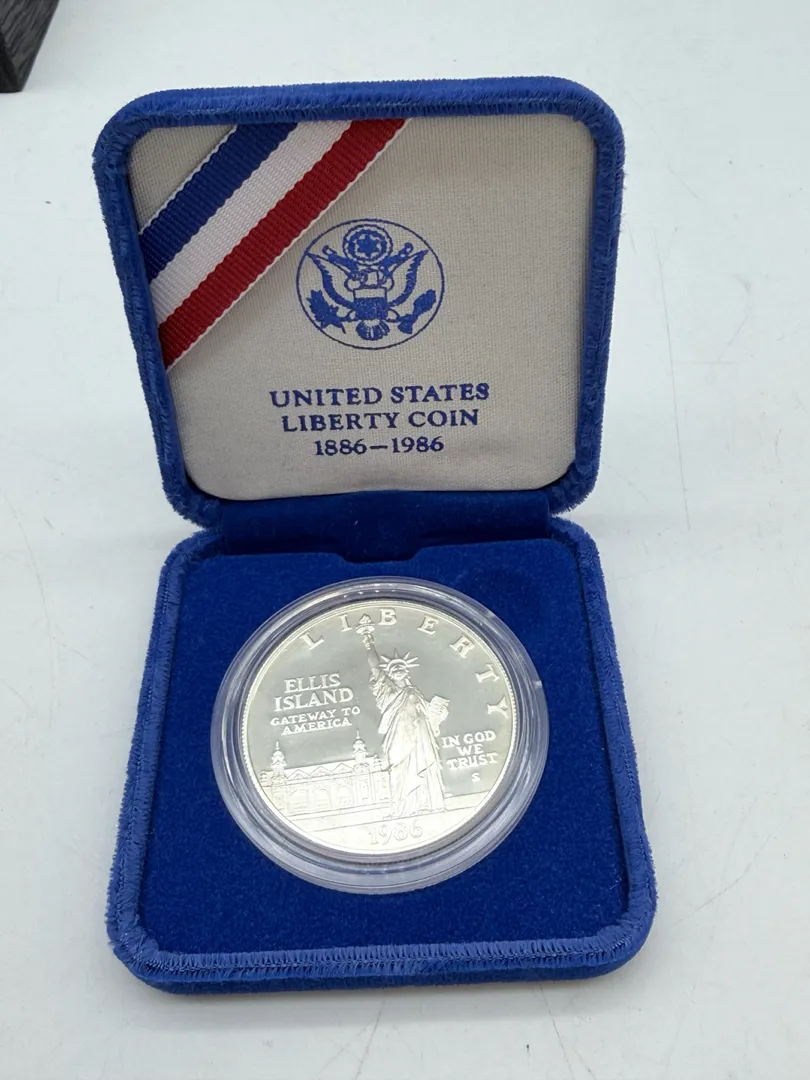 UNITED STATES
LIBERTY COIN
1886–1986
LIBERTY
ELLIS
ISLAND
GATEWAY TO
AMERICA
IN GOD
WE
TRUST
S
1986